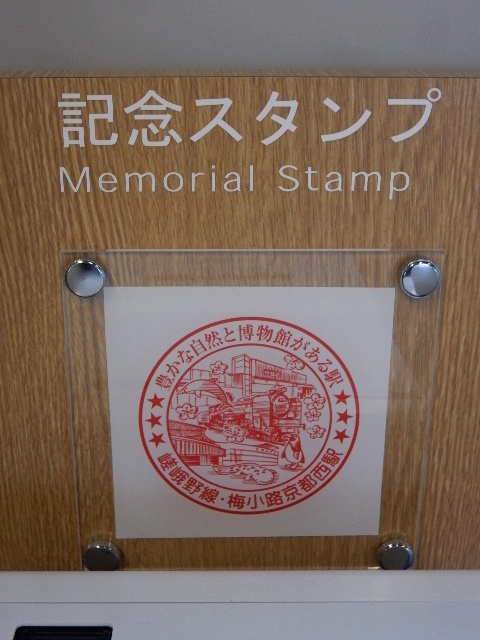 記念スタンプ
Memorial Stamp
豊かな自然と博物館がある駅
嵯峨野線・梅小路京都西駅